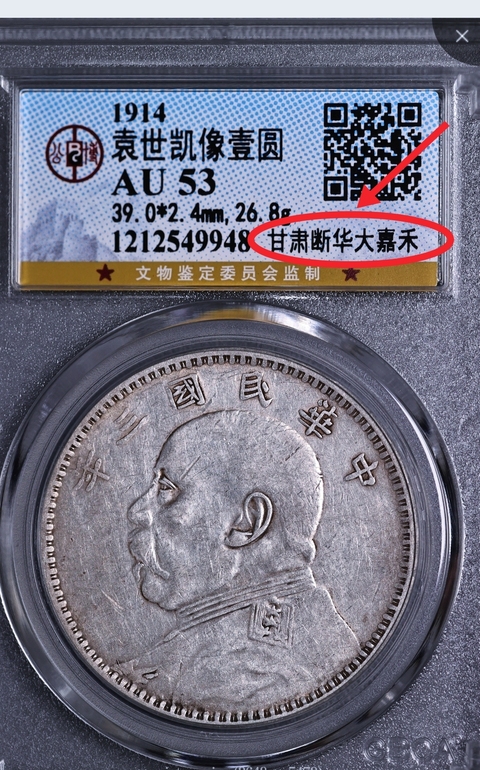 1914
公博
袁世凯像壹圆
AU 53
39.0*2.4mm,26.8g
1212549948 甘肃断华大嘉禾
文物鉴定委员会监制
中華民國三年